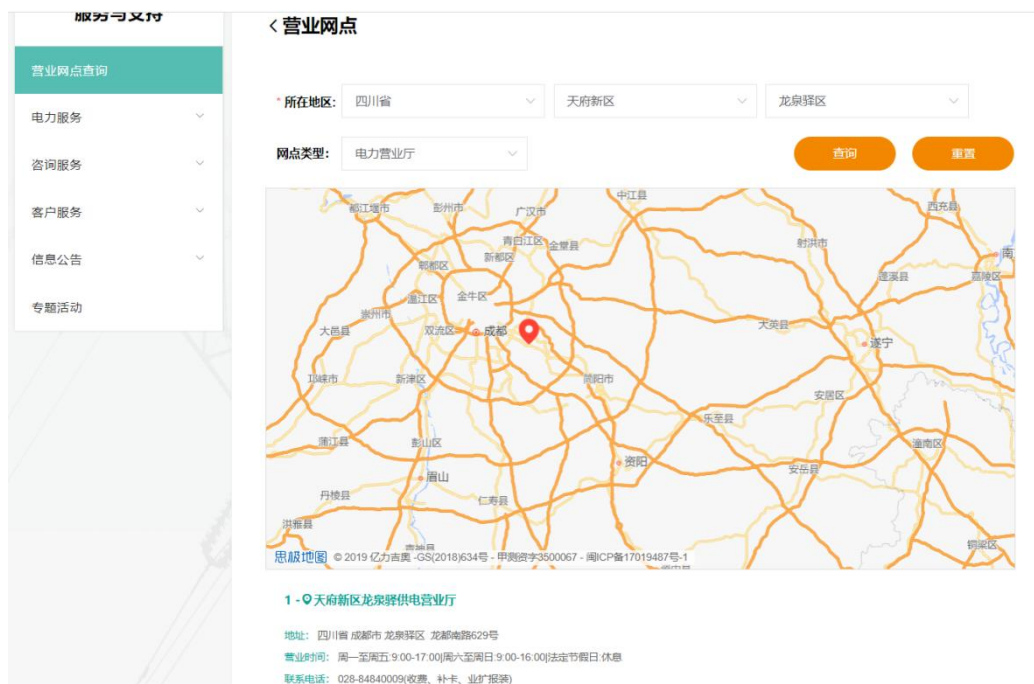 服务与支持
营业网点查询
电力服务
咨询服务
客户服务
信息公告
专题活动
营业网点
* 所在地区: 四川省 天府新区 龙泉驿区
网点类型: 电力营业厅 查询 重置
中江县
都江堰市 彭州市 广汉市 西充县
青白江区 金堂县 射洪市
郫都区 新都区 南
蓬溪县 嘉陵区
温江区 金牛区
崇州市
大邑县 双流区 成都 大英县
遂宁
邛崃市 新津区 简阳市
安居区
乐至县
蒲江县 彭山区 潼南区
资阳
眉山 安岳县
丹棱县 仁寿县
洪雅县
青神县 铜梁区
思极地图 © 2019 亿力吉奥 -GS(2018)634号 - 甲测资字3500067 - 闽ICP备17019487号-1
1 - 天府新区龙泉驿供电营业厅
地址: 四川省 成都市 龙泉驿区 龙都南路629号
营业时间: 周一至周五:9:00-17:00|周六至周日:9:00-16:00|法定节假日:休息
联系电话: 028-84840009(收费、补卡、业扩报装)